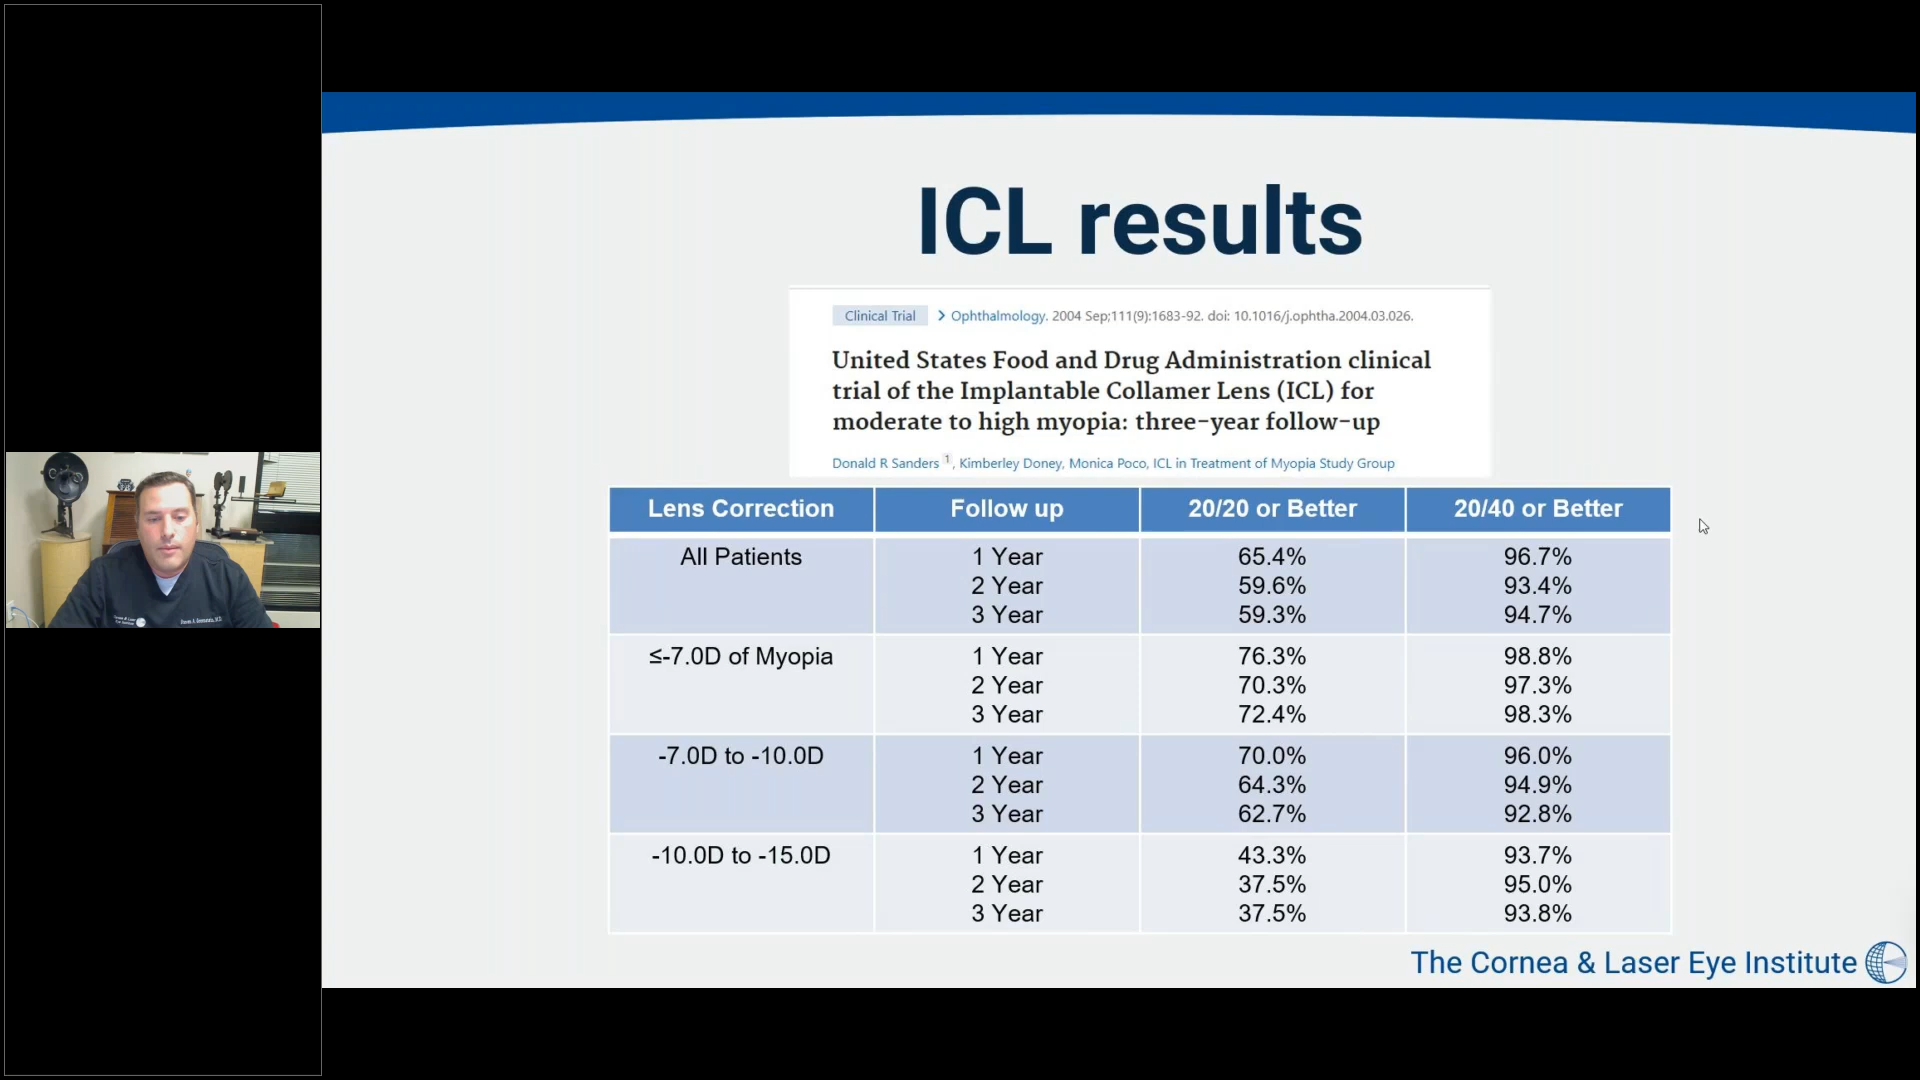 ICL results
Clinical Trial > Ophthalmology. 2004 Sep;111(9):1683-92. doi: 10.1016/j.ophtha.2004.03.026.
United States Food and Drug Administration clinical
trial of the Implantable Collamer Lens (ICL) for
moderate to high myopia: three-year follow-up
Donald R Sanders 1, Kimberley Doney, Monica Poco, ICL in Treatment of Myopia Study Group
Lens Correction Follow up 20/20 or Better 20/40 or Better
All Patients 1 Year 65.4% 96.7%
2 Year 59.6% 93.4%
3 Year 59.3% 94.7%
≤-7.0D of Myopia 1 Year 76.3% 98.8%
2 Year 70.3% 97.3%
3 Year 72.4% 98.3%
-7.0D to -10.0D 1 Year 70.0% 96.0%
2 Year 64.3% 94.9%
3 Year 62.7% 92.8%
-10.0D to -15.0D 1 Year 43.3% 93.7%
2 Year 37.5% 95.0%
3 Year 37.5% 93.8%
The Cornea & Laser Eye Institute